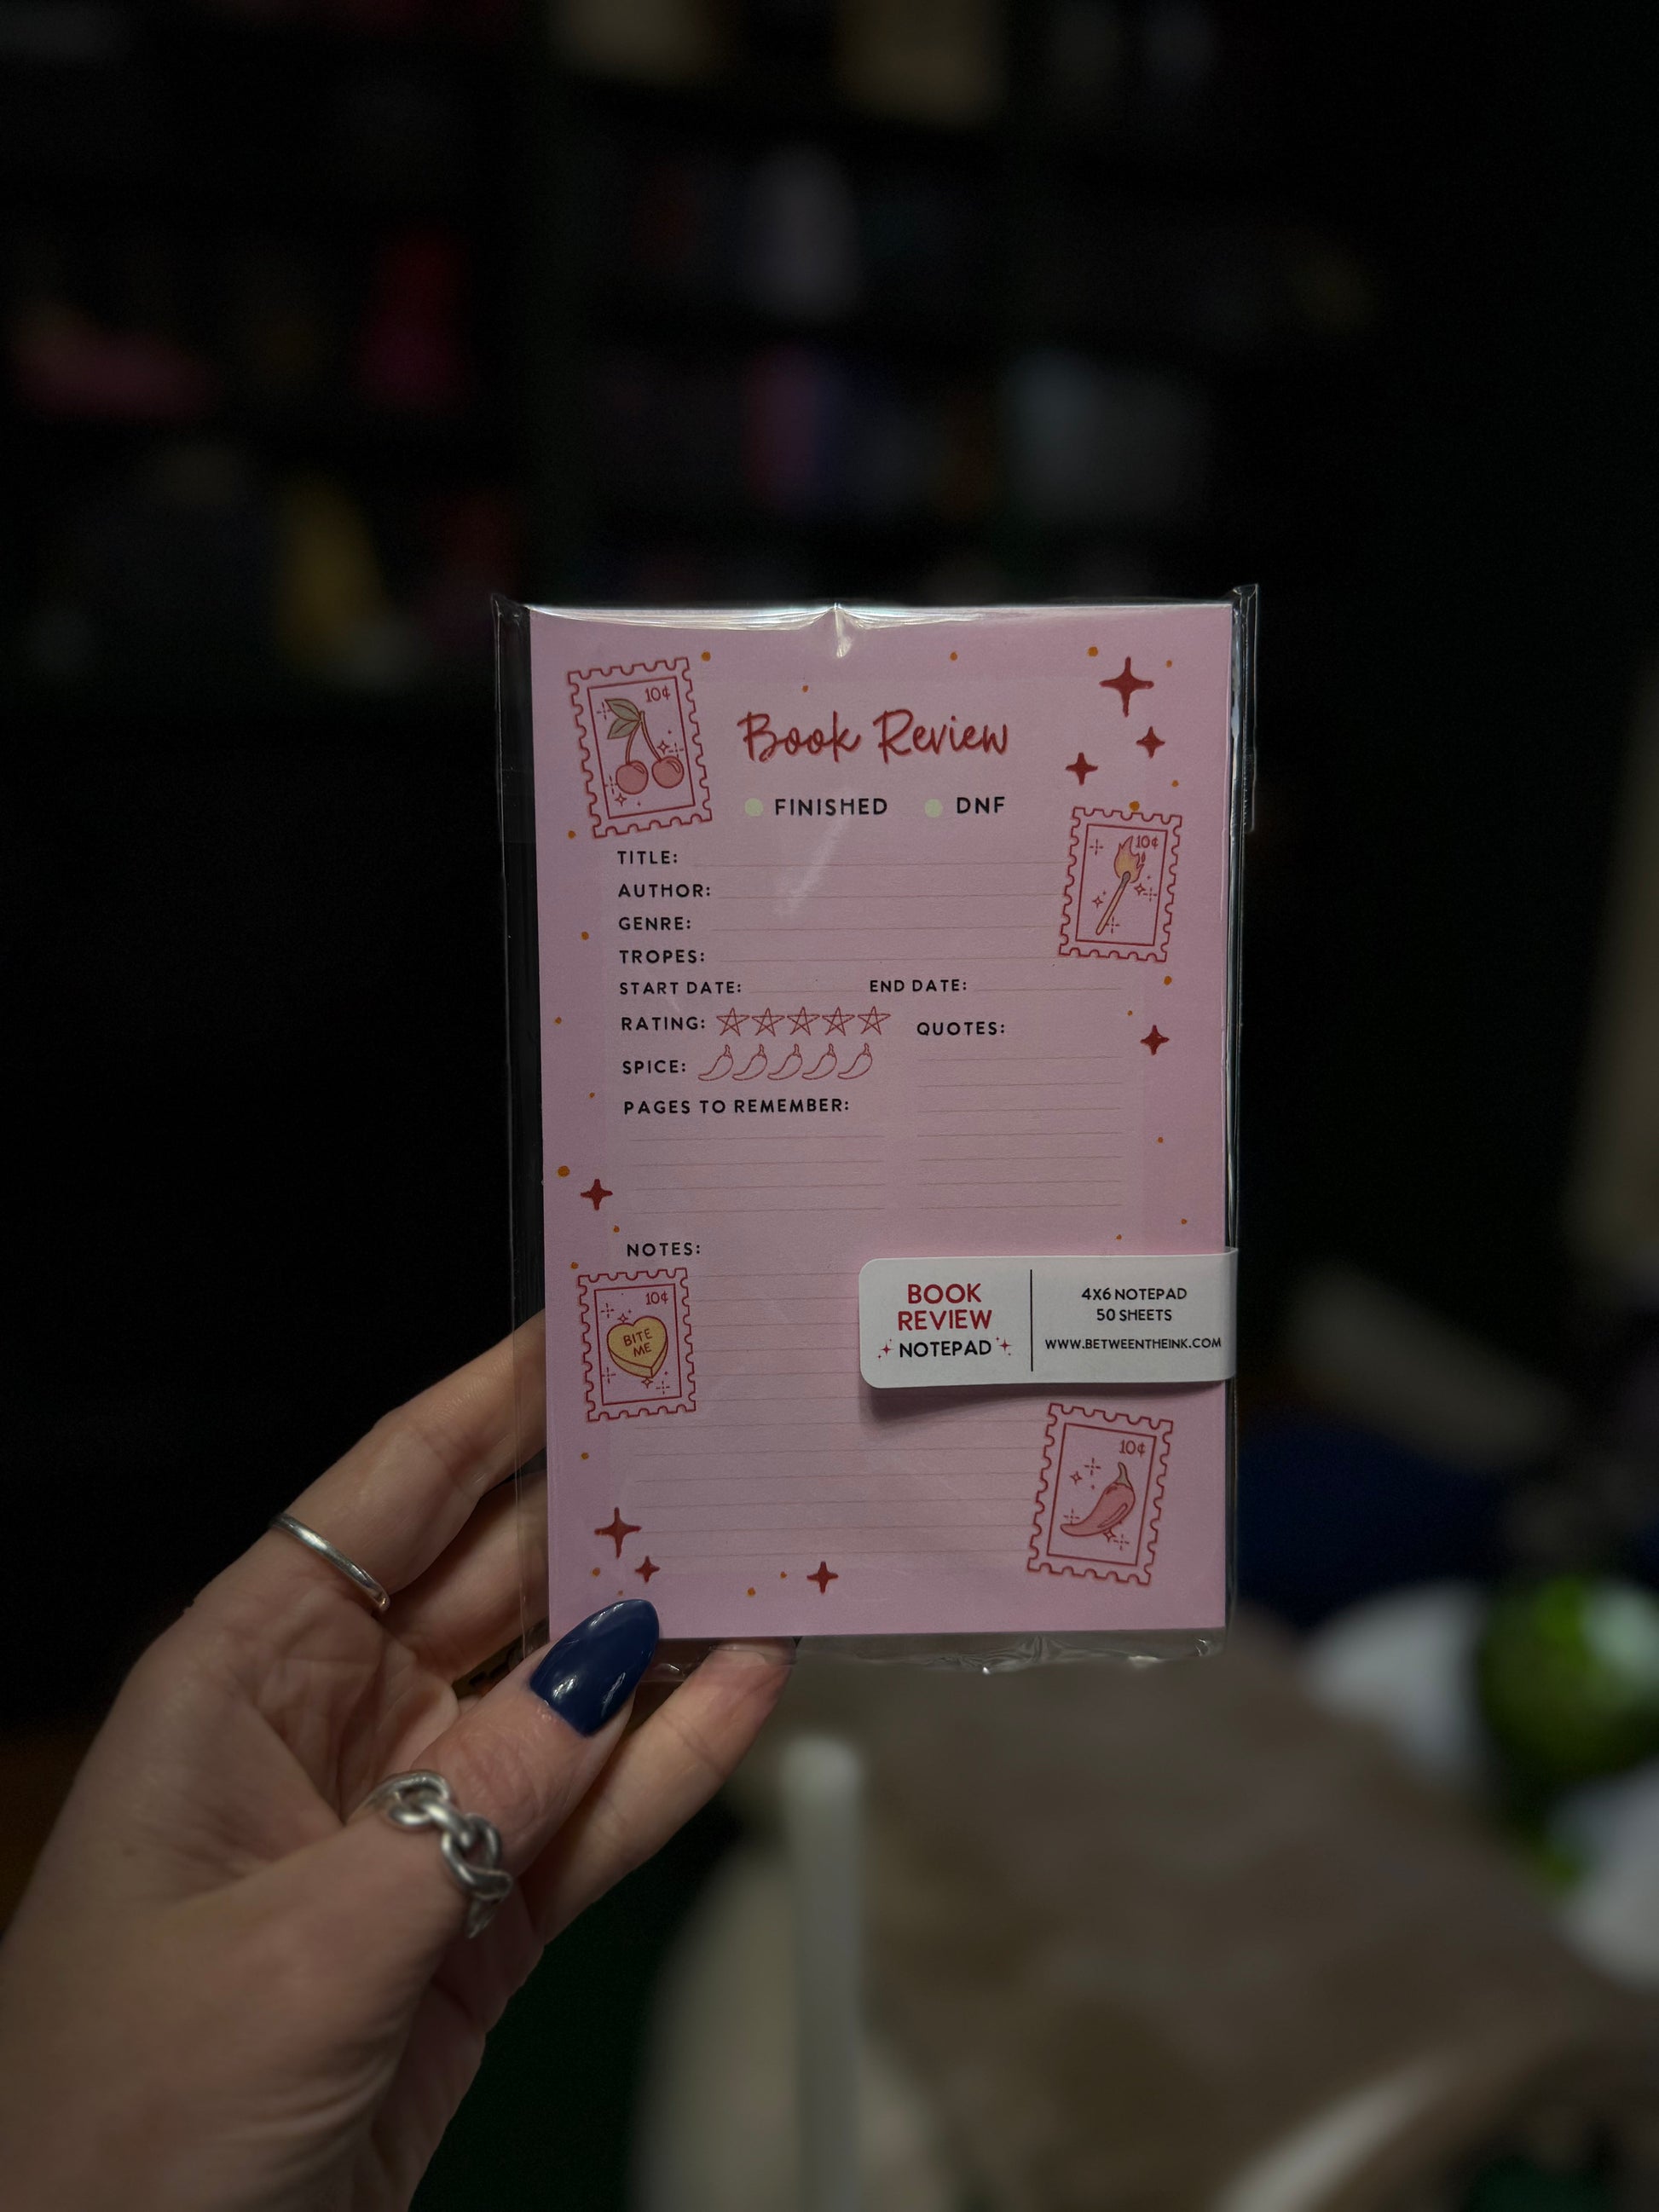 10¢
Book Review
FINISHED DNF
10¢
TITLE:
AUTHOR:
GENRE:
TROPES:
START DATE: END DATE:
RATING:
QUOTES:
SPICE:
PAGES TO REMEMBER:
NOTES:
10¢
BITE
ME
BOOK
REVIEW
NOTEPAD
4X6 NOTEPAD
50 SHEETS
WWW.BETWEENTHEINK.COM
10¢